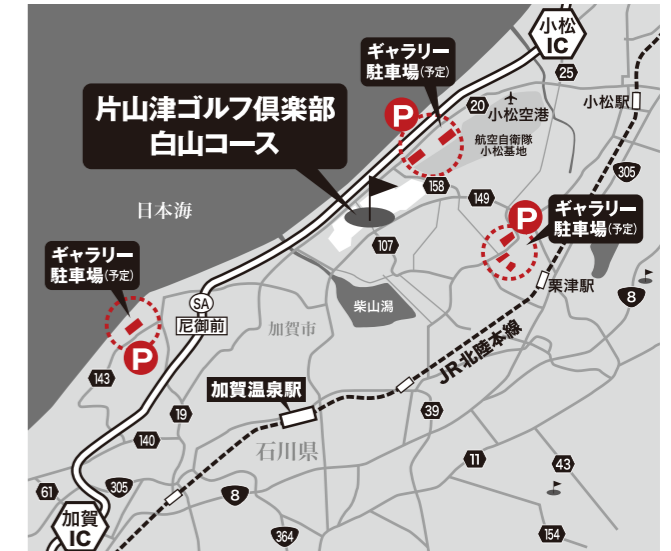 小松
IC
ギャラリー
駐車場(予定)
25
P
20
小松空港
小松駅
片山津ゴルフ倶楽部
白山コース
航空自衛隊
小松基地
305
158
149
日本海
P
ギャラリー
駐車場(予定)
107
ギャラリー
駐車場(予定)
栗津駅
8
SA
尼御前
柴山潟
加賀市
P
JR北陸本線
143
加賀温泉駅
19
39
140
石川県
11
43
61
305
8
加賀
IC
364
154